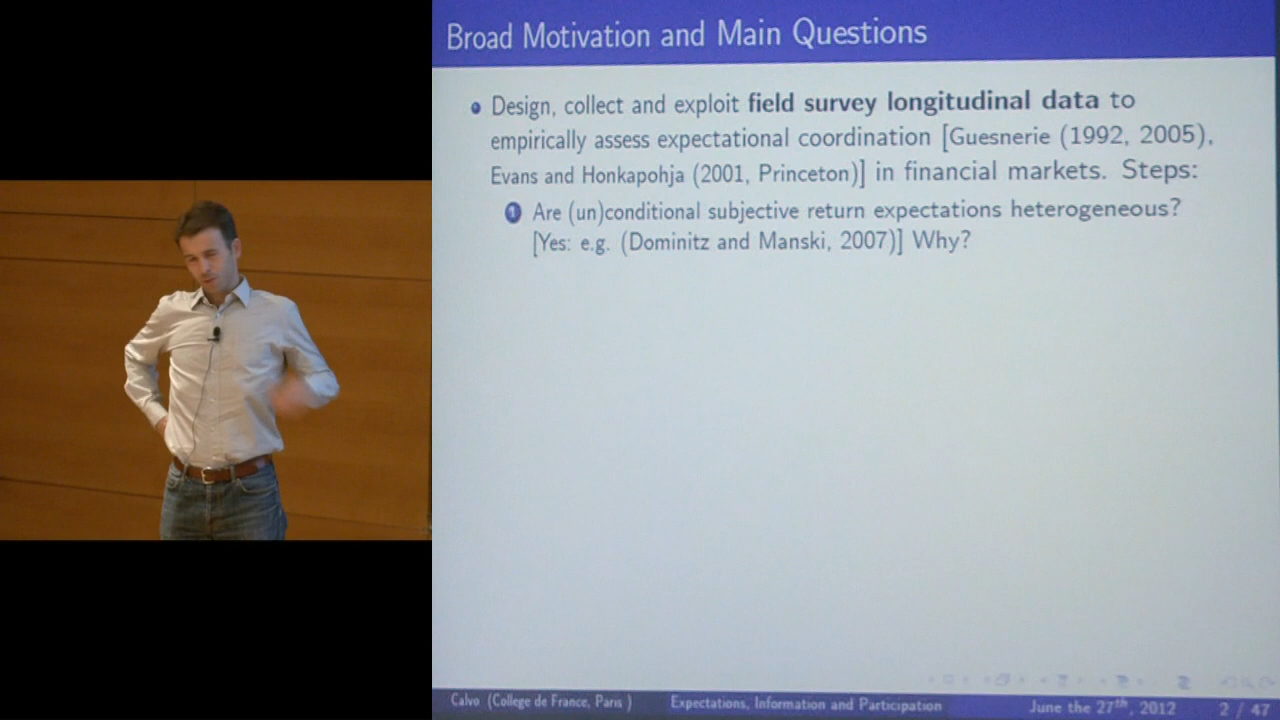 Broad Motivation and Main Questions
Design, collect and exploit field survey longitudinal data to
empirically assess expectational coordination [Guesnerie (1992, 2005),
Evans and Honkapohja (2001, Princeton)] in financial markets. Steps:
1 Are (un)conditional subjective return expectations heterogeneous?
[Yes: e.g. (Dominitz and Manski, 2007)] Why?
Calvo (College de France, Paris ) Expectations, Information and Participation June the 27th, 2012 2 / 47